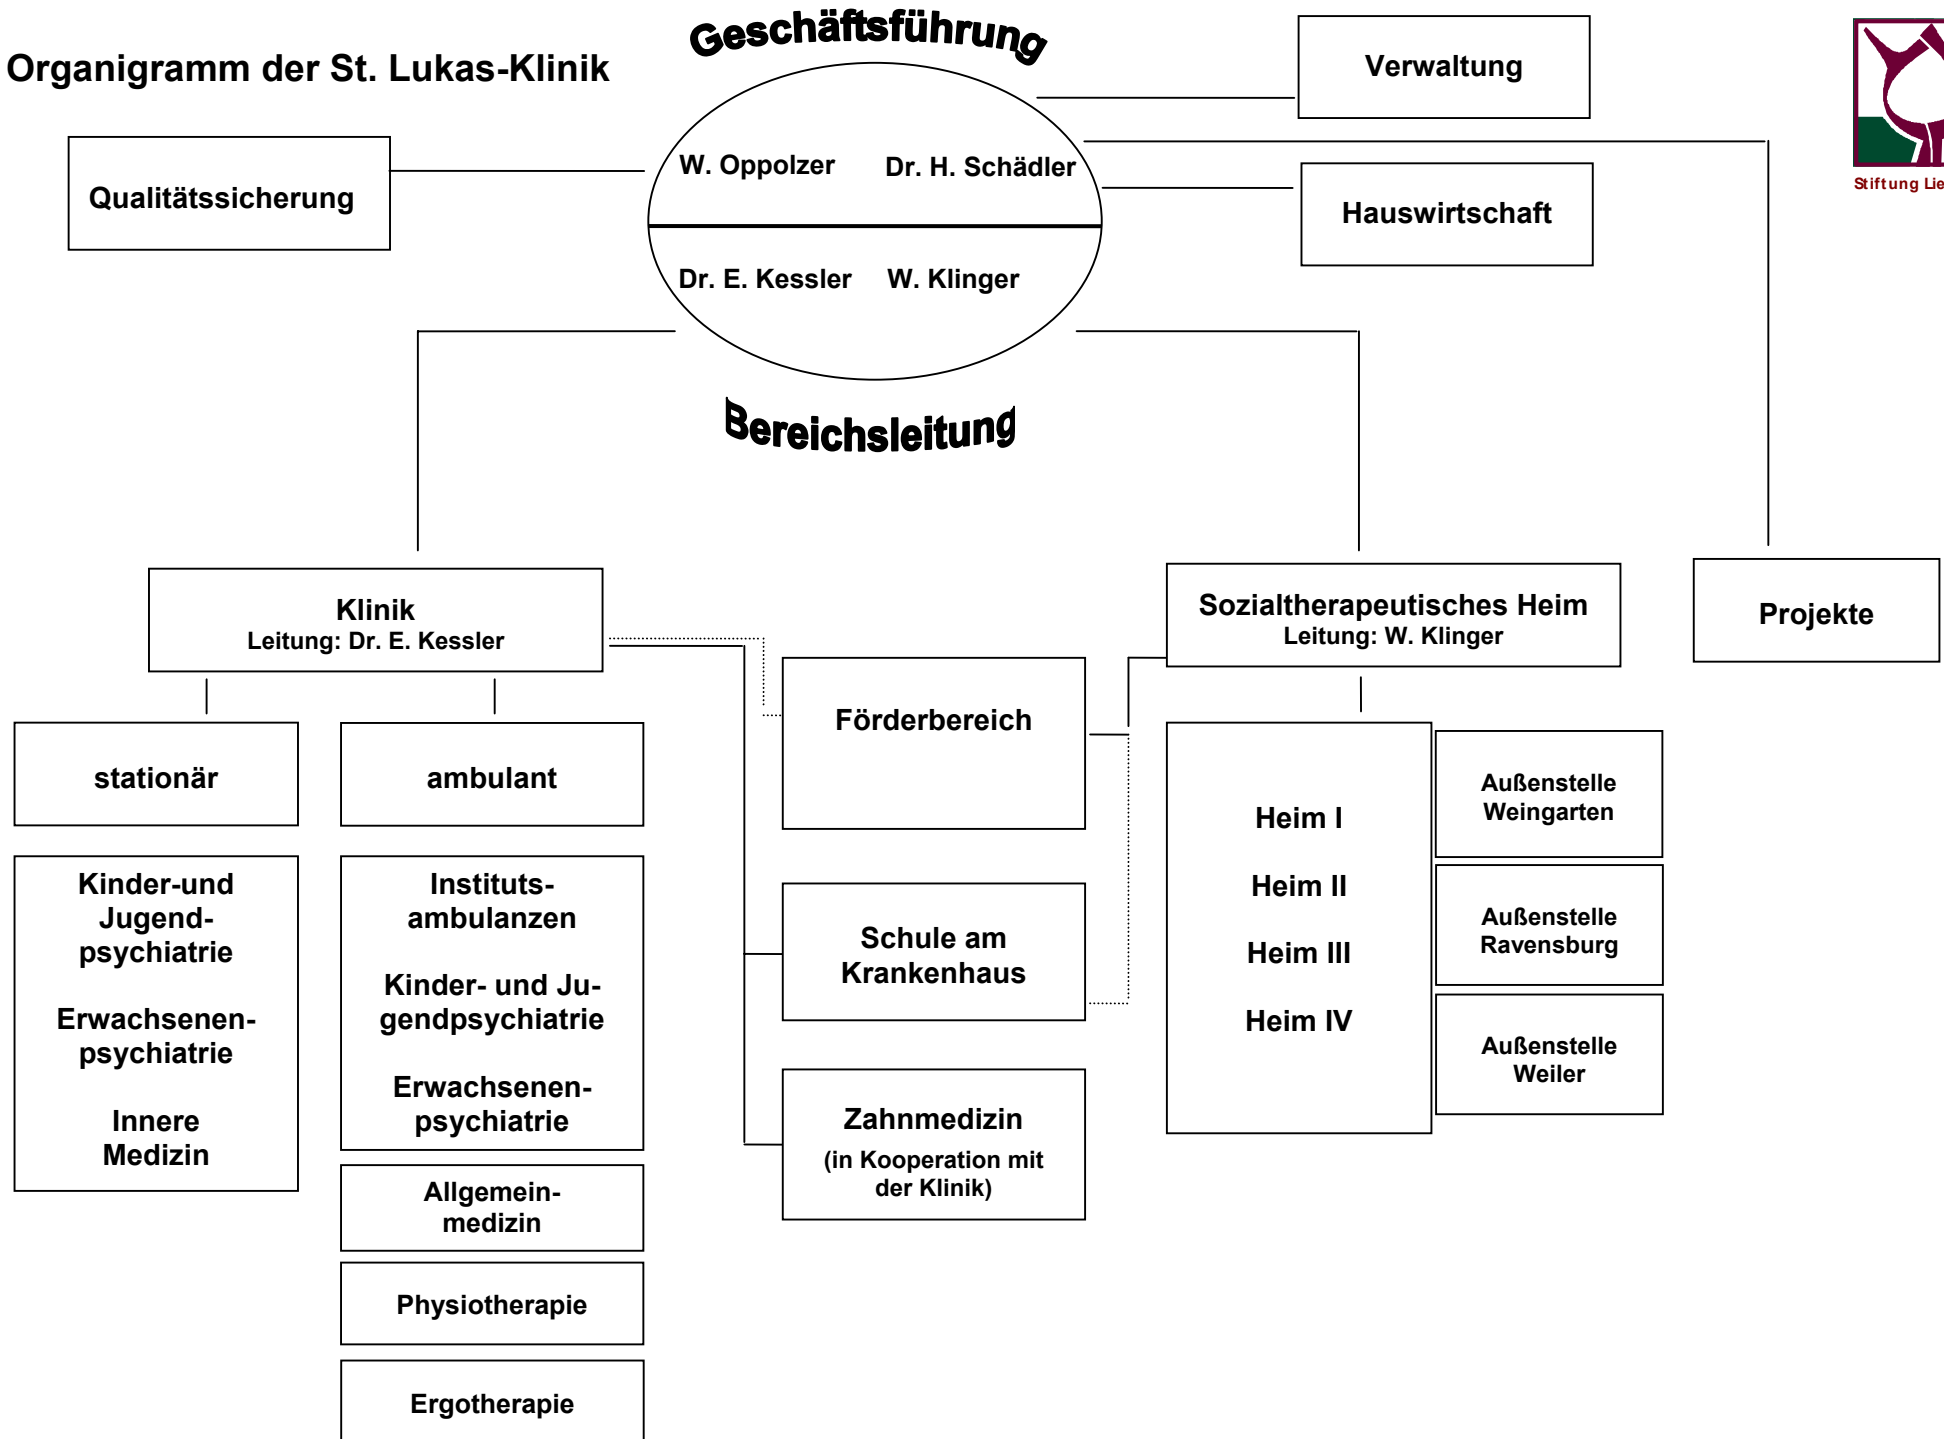 Organigramm der St. Lukas-Klinik
Geschäftsführung
Verwaltung
Stiftung
Qualitätssicherung
W. Oppolzer
Dr. H. Schädler
Hauswirtschaft
Dr. E. Kessler
W. Klinger
Bereichsleitung
Klinik
Leitung: Dr. E. Kessler
Sozialtherapeutisches Heim
Leitung: W. Klinger
Projekte
stationär
ambulant
Förderbereich
Kinder-und
Jugend-
psychiatrie
Erwachsenen-
psychiatrie
Innere
Medizin
Instituts-
ambulanzen
Kinder- und Ju-
gendpsychiatrie
Erwachsenen-
psychiatrie
Allgemein-
medizin
Physiotherapie
Ergotherapie
Schule am
Krankenhaus
Zahnmedizin
(in Kooperation mit
der Klinik)
Heim I
Heim II
Heim III
Heim IV
Außenstelle
Weingarten
Außenstelle
Ravensburg
Außenstelle
Weiler